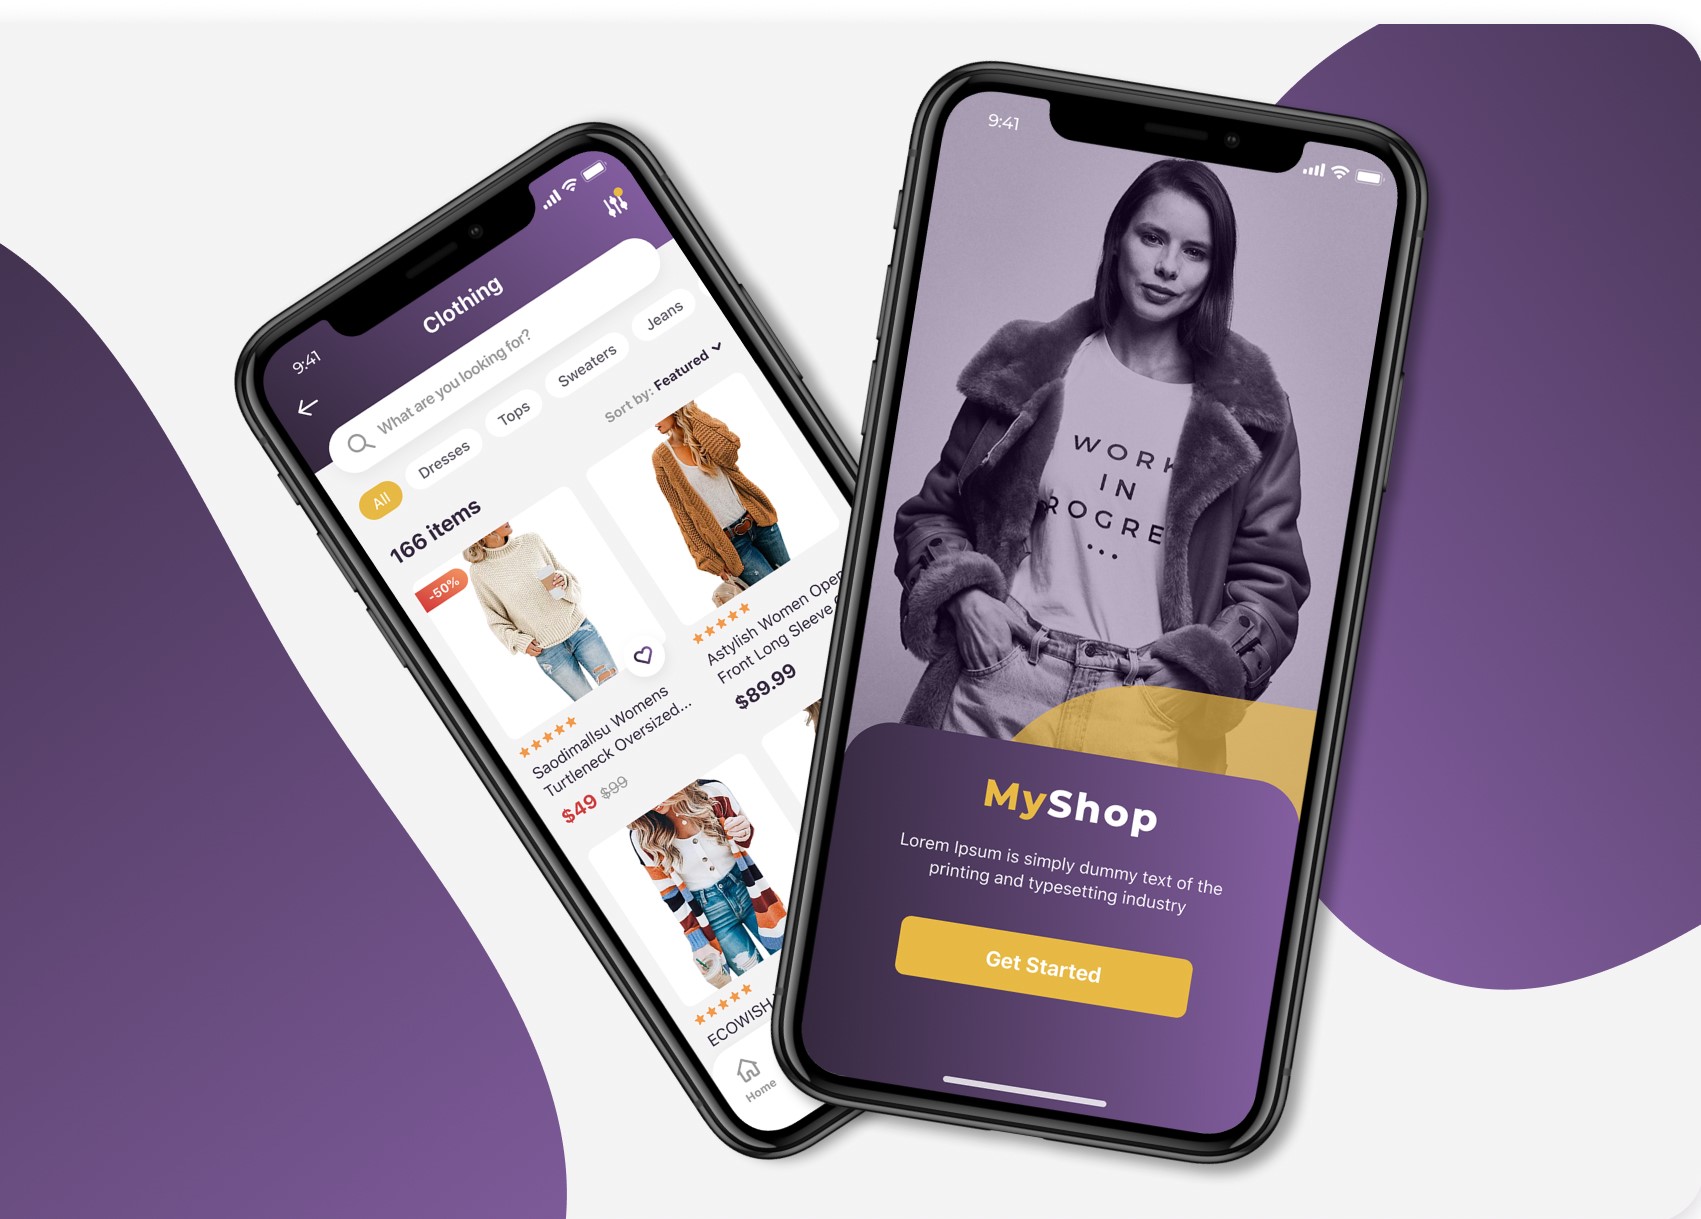 9:41
Clothing
What are you looking for?
All
Dresses
Tops
Sweaters
Jeans
Sort by: Featured
166 items
-50%
Saodimallsu Womens
Turtleneck Oversized...
$49 $99
Astylish Women Open
Front Long Sleeve
$89.99
ECOWISH
Home
9:41
WORK
IN
ROGRE
...
MyShop
Lorem Ipsum is simply dummy text of the
printing and typesetting industry
Get Started